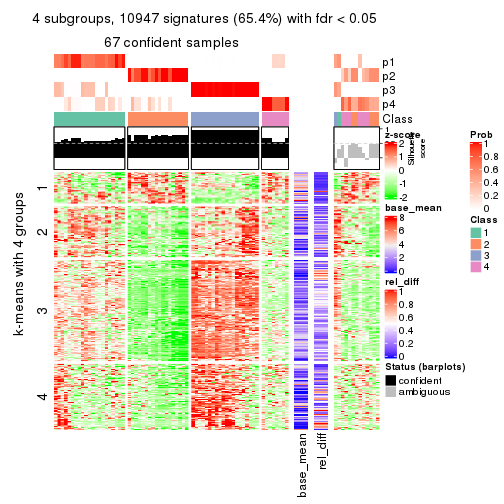 4 subgroups, 10947 signatures (65.4%) with fdr < 0.05
67 confident samples
p1
p2
p3
p4
Class
1
0
Silhouette
score
k-means with 4 groups
1
2
3
4
base_mean
rel_diff
z-score
2
1
0
-1
-2
base_mean
8
6
4
2
0
rel_diff
1
0.8
0.6
0.4
0.2
0
Status (barplots)
confident
ambiguous
Prob
1
0.8
0.6
0.4
0.2
0
Class
1
2
3
4